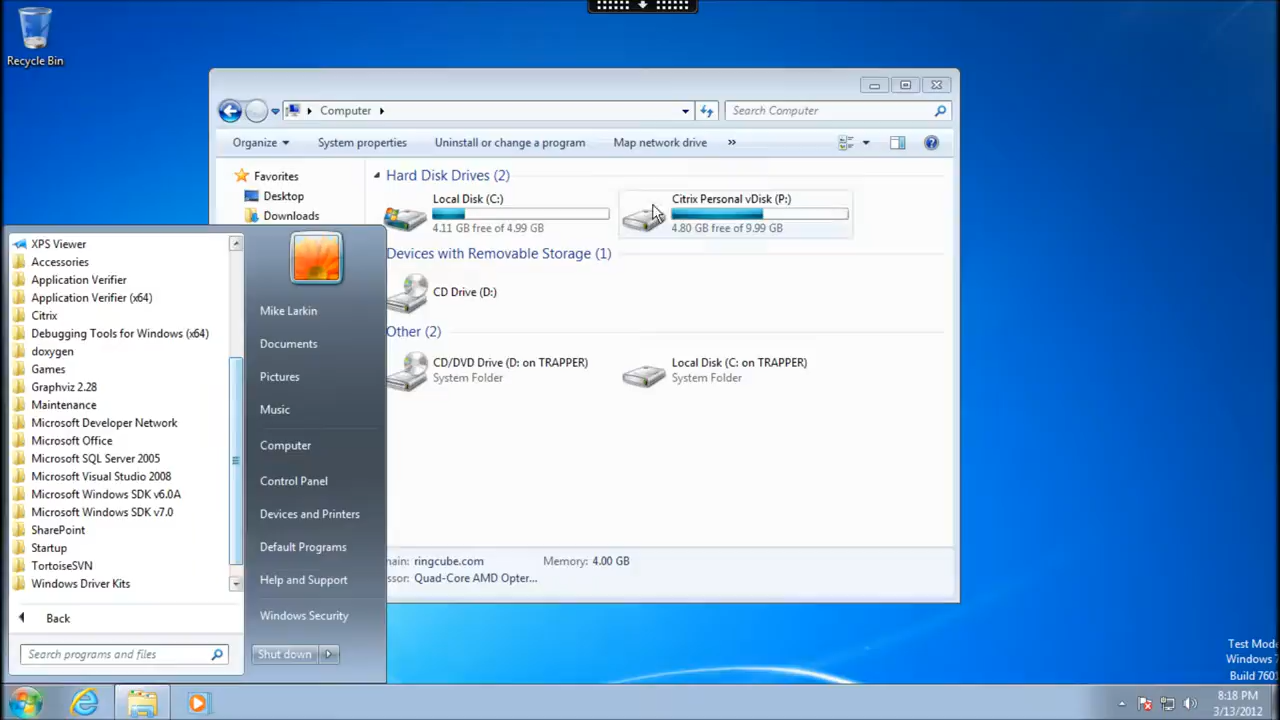 Recycle Bin
Computer
Search Computer
Organize
System properties
Uninstall or change a program
Map network drive
»
Favorites
Desktop
Downloads
Hard Disk Drives (2)
Local Disk (C:)
4.11 GB free of 4.99 GB
Citrix Personal vDisk (P:)
4.80 GB free of 9.99 GB
Devices with Removable Storage (1)
CD Drive (D:)
Other (2)
CD/DVD Drive (D: on TRAPPER)
System Folder
Local Disk (C: on TRAPPER)
System Folder
nain: ringcube.com
Memory: 4.00 GB
ssor: Quad-Core AMD Opter...
XPS Viewer
Accessories
Application Verifier
Application Verifier (x64)
Citrix
Debugging Tools for Windows (x64)
doxygen
Games
Graphviz 2.28
Maintenance
Microsoft Developer Network
Microsoft Office
Microsoft SQL Server 2005
Microsoft Visual Studio 2008
Microsoft Windows SDK v6.0A
Microsoft Windows SDK v7.0
SharePoint
Startup
TortoiseSVN
Windows Driver Kits
Back
Search programs and files
Mike Larkin
Documents
Pictures
Music
Computer
Control Panel
Devices and Printers
Default Programs
Help and Support
Windows Security
Shut down
Test Mod
Windows 7
Build 760
8:18 PM
3/13/2012